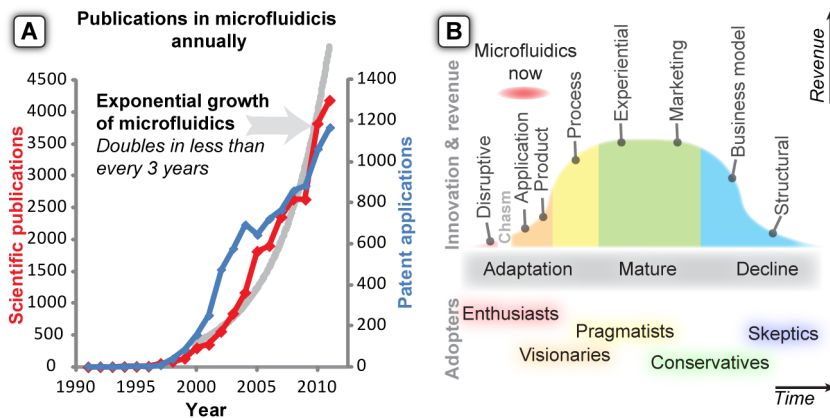 A
Publications in microfluidicis
annually
Scientific publications
4500
4000
3500
3000
2500
2000
1500
1000
500
0
Exponential growth
of microfluidics
Doubles in less than
every 3 years
1400
1200
1000
800
600
400
200
0
Patent applications
1990
1995
2000
2005
2010
Year
B
Revenue
Innovation & revenue
Microfluidics
now
Disruptive
Chasm
Application
Product
Process
Experiential
Marketing
Business model
Structural
Adaptation
Mature
Decline
Adopters
Enthusiasts
Visionaries
Pragmatists
Conservatives
Skeptics
Time